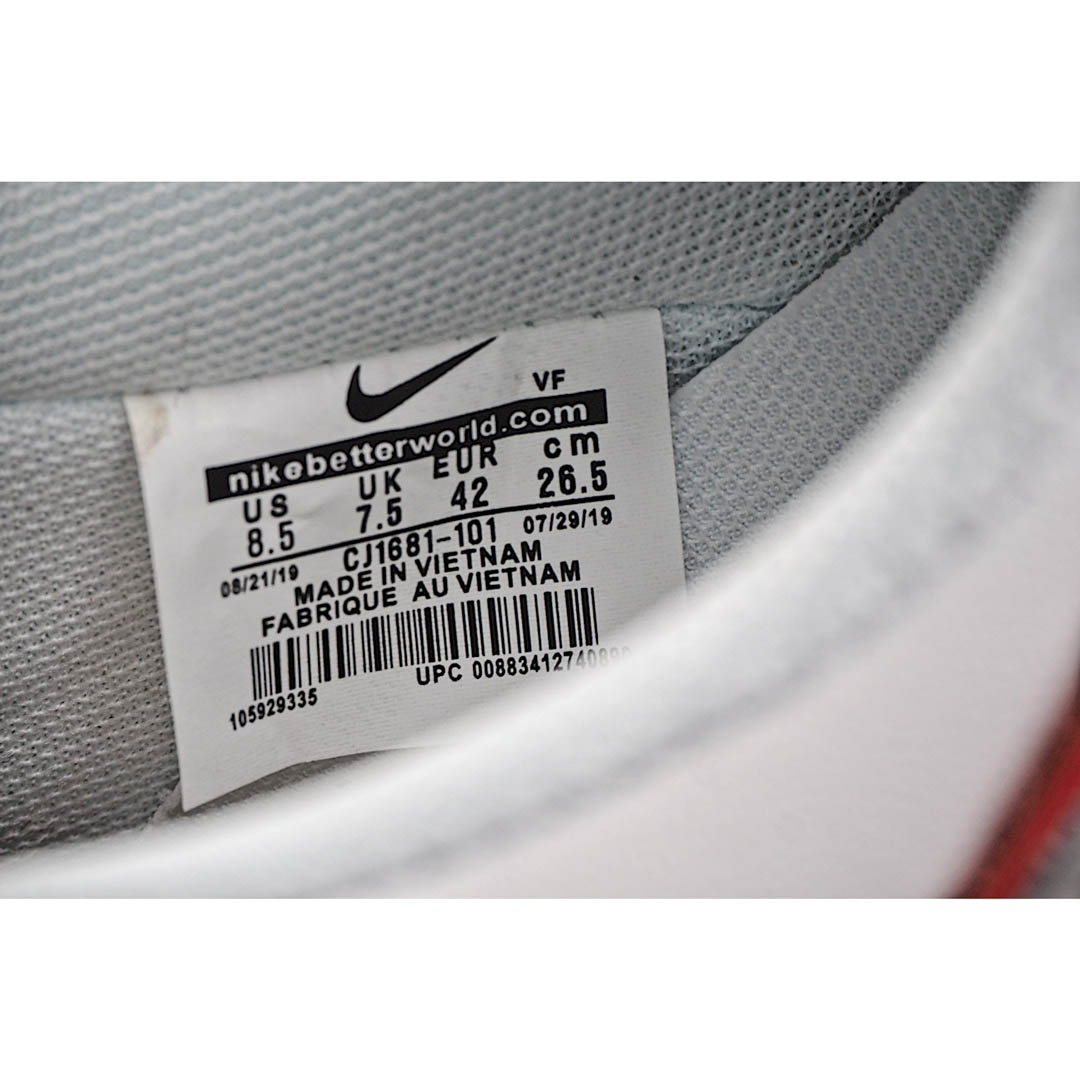 VF
nikebetterworld.com
US UK EUR cm
8.5 7.5 42 26.5
08/21/19 CJ1681-101 07/29/19
MADE IN VIETNAM
FABRIQUE AU VIETNAM
UPC
105929335